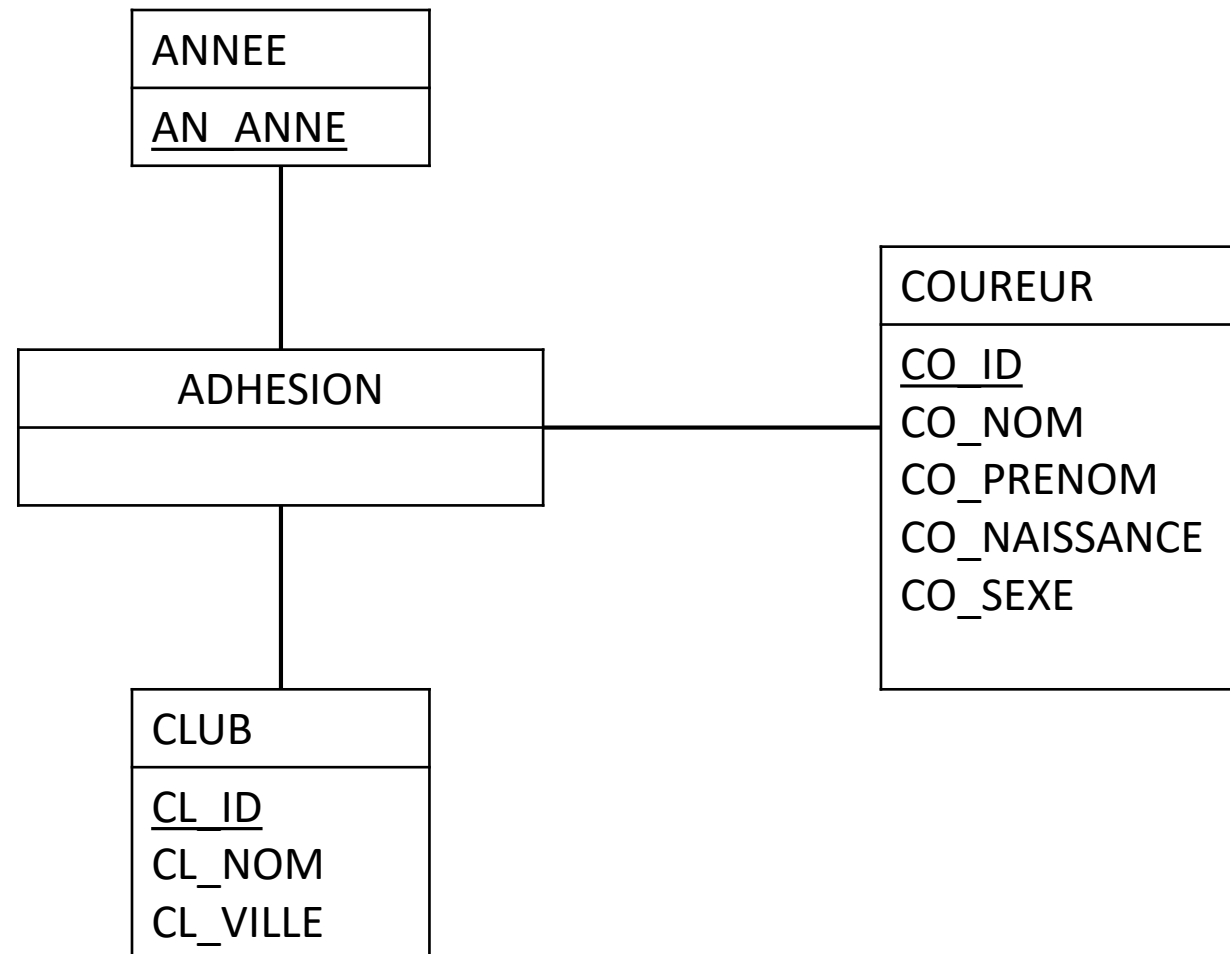 ANNEE
AN_ANNE
ADHESION
COUREUR
CO_ID
CO_NOM
CO_PRENOM
CO_NAISSANCE
CO_SEXE
CLUB
CL_ID
CL_NOM
CL_VILLE